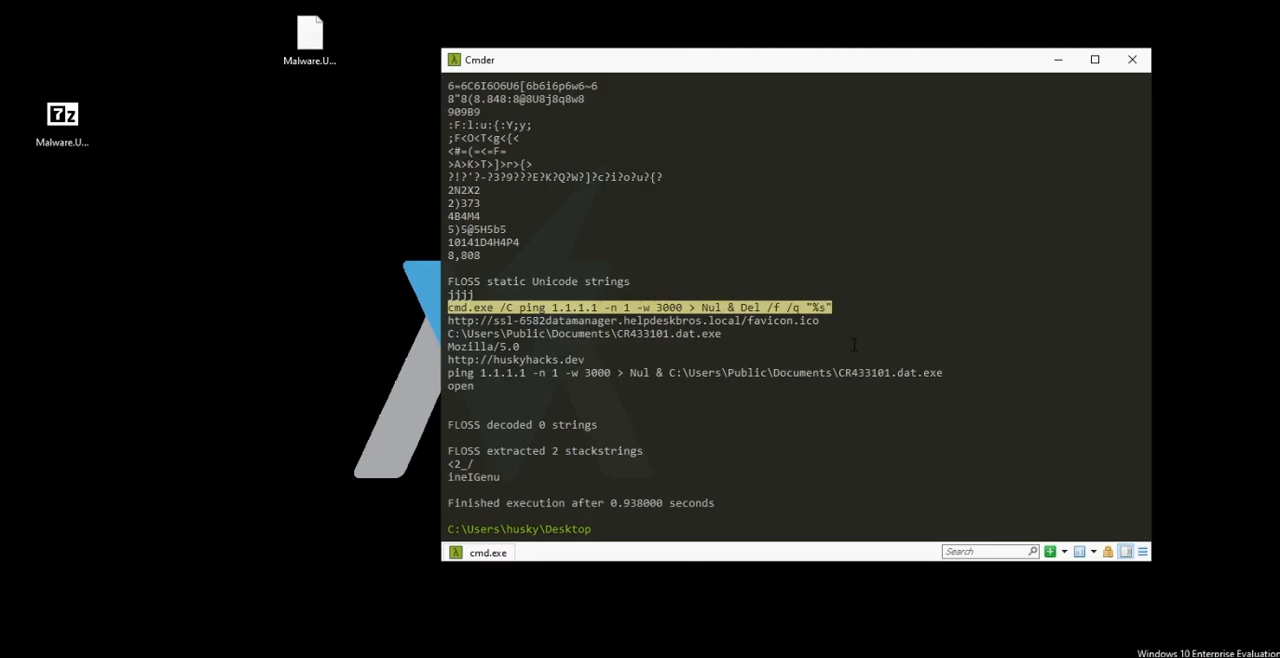 Malware.U...
Malware.U...
Cmder
6=6C6I6O6U6[6b6i6p6w6~6
8"8(8.848:8@8U8j8q8w8
909B9
:F:l:u:{:Y;y;
;F<O<T<g<{<
<#=(=<=F=
>A>K>T>]>r>{>
?!?'?-?3?9???E?K?Q?W?]?c?i?o?u?{?
2N2X2
2)373
4B4M4
5)5@5H5b5
10141D4H4P4
8,808
FLOSS static Unicode strings
jjjj
cmd.exe /C ping 1.1.1.1 -n 1 -w 3000 > Nul & Del /f /q "%s"
http://ssl-6582datamanager.helpdeskbros.local/favicon.ico
C:\Users\Public\Documents\CR433101.dat.exe
Mozilla/5.0
http://huskyhacks.dev
ping 1.1.1.1 -n 1 -w 3000 > Nul & C:\Users\Public\Documents\CR433101.dat.exe
open
FLOSS decoded 0 strings
FLOSS extracted 2 stackstrings
<2_/
ineIGenu
Finished execution after 0.938000 seconds
C:\Users\husky\Desktop
cmd.exe
Search
Windows 10 Enterprise Evaluation